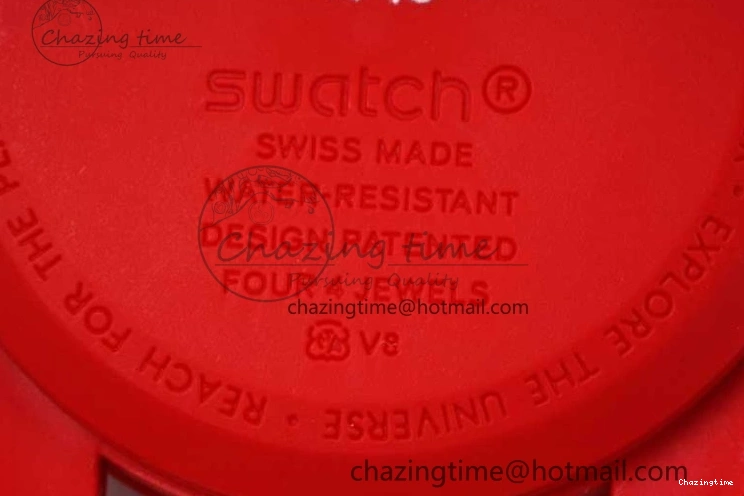 Chazing time
Pursuing Quality
swatch®
SWISS MADE
WATER-RESISTANT
DESIGN PATENTED
FOUR JEWELS
Chazing time
Pursuing Quality
chazingtime@hotmail.com
V8
REACH FOR THE • EXPLORE THE UNIVERSE •
chazingtime@hotmail.com
Chazingtime